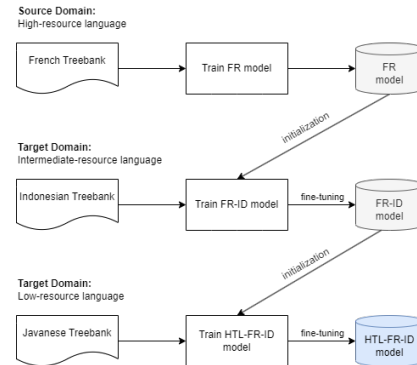 Source Domain:
High-resource language
French Treebank
Train FR model
FR
model
initialization
Target Domain:
Intermediate-resource language
Indonesian Treebank
Train FR-ID model
fine-tuning
FR-ID
model
initialization
Target Domain:
Low-resource language
Javanese Treebank
Train HTL-FR-ID
model
fine-tuning
HTL-FR-ID
model